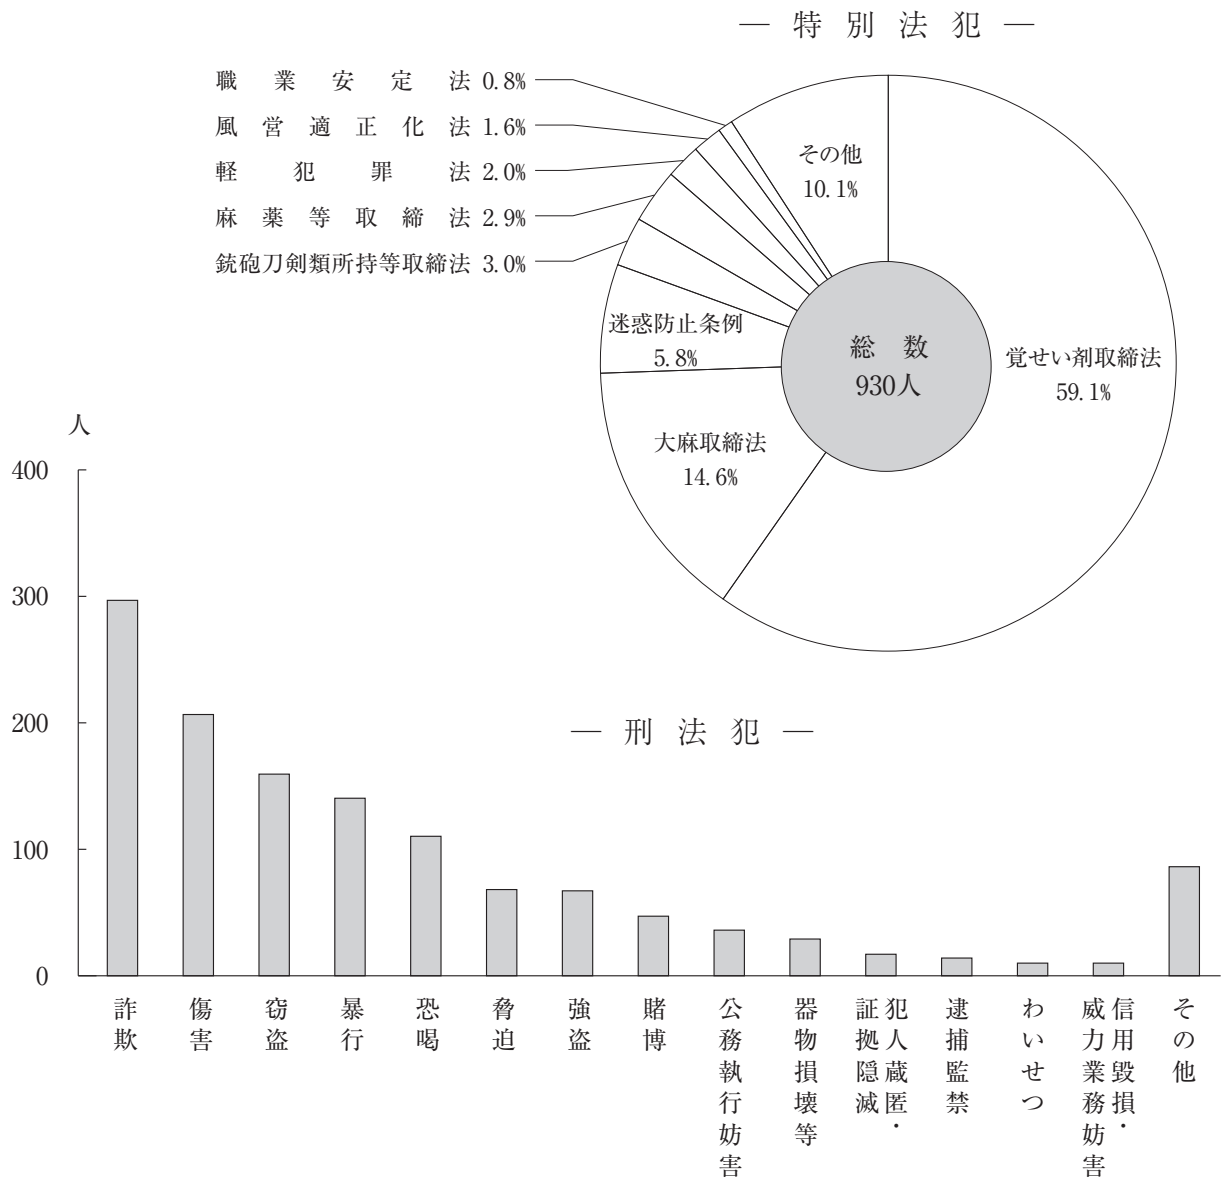 ― 特別法犯 ―
職業安定法 0.8%
風営適正化法 1.6%
軽犯罪法 2.0%
麻薬等取締法 2.9%
銃砲刀剣類所持等取締法 3.0%
その他
10.1%
迷惑防止条例
5.8%
総数
930人
覚せい剤取締法
59.1%
大麻取締法
14.6%
人
400
300
200
100
0
― 刑法犯 ―
詐欺
傷害
窃盗
暴行
恐喝
脅迫
強盗
賭博
公務執行妨害
器物損壊等
犯人蔵匿・
証拠隠滅
逮捕監禁
わいせつ
信用毀損・
威力業務妨害
その他